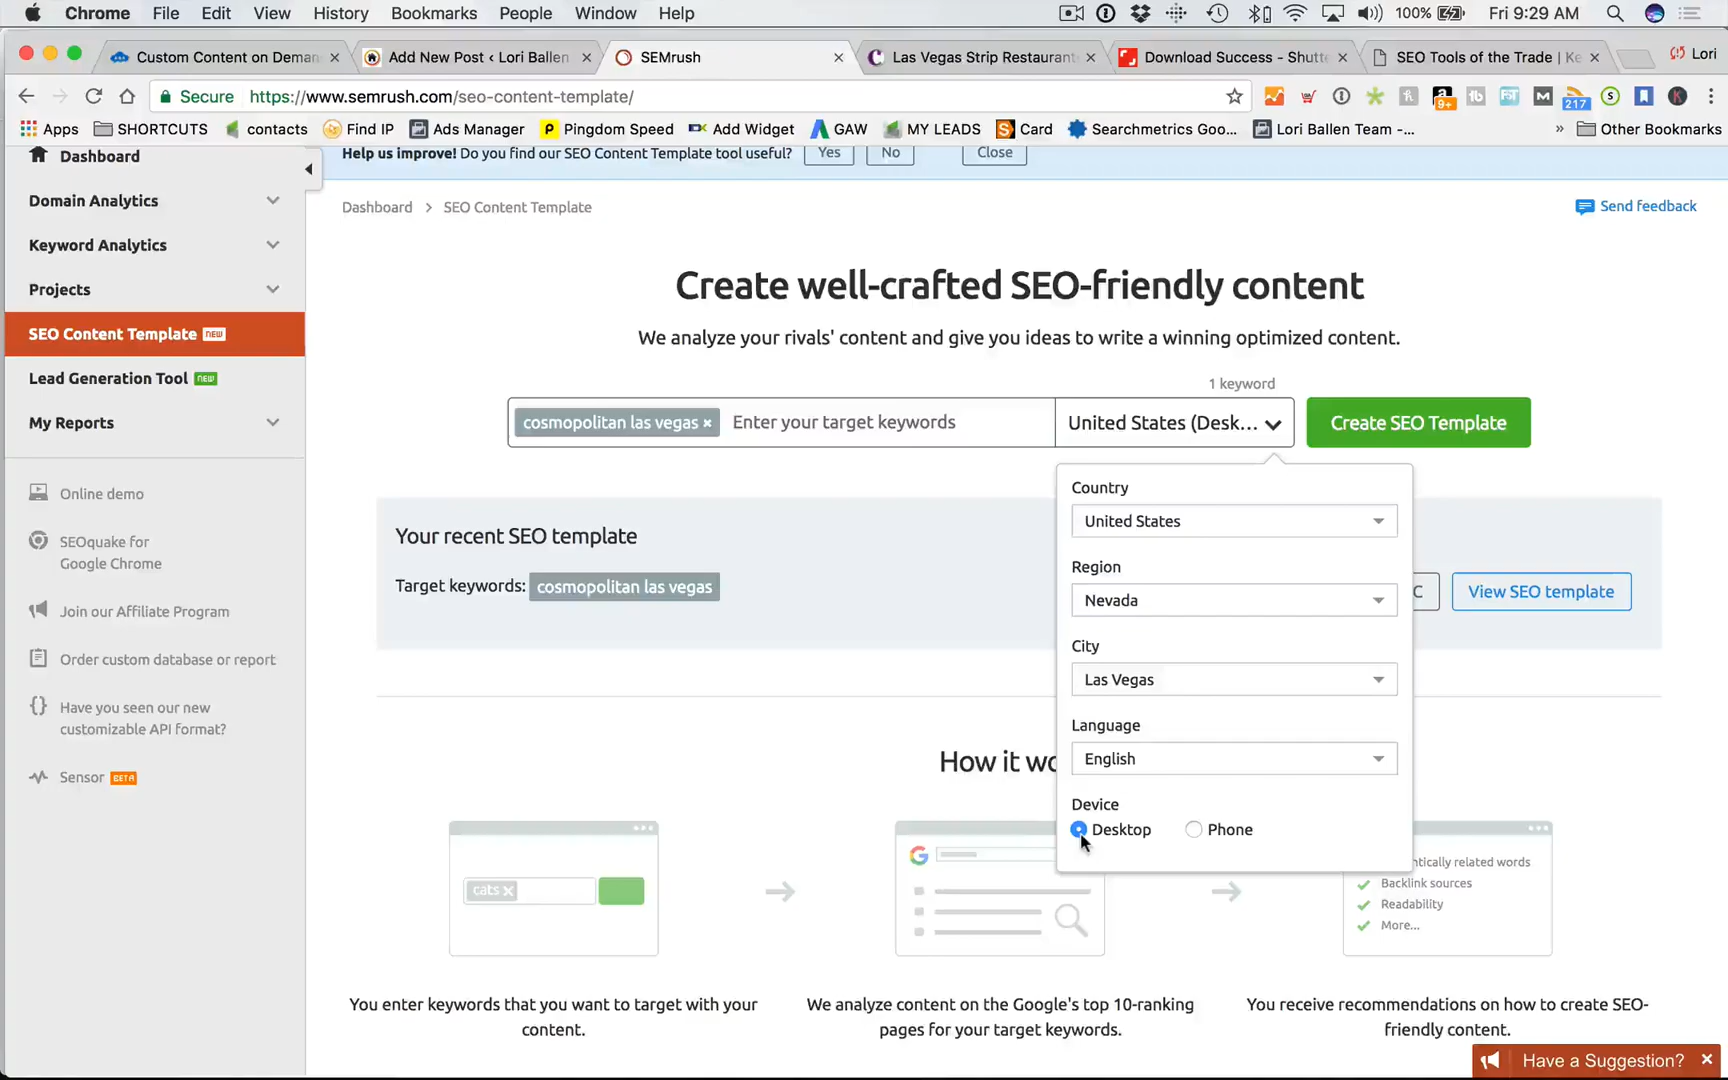 Chrome File Edit View History Bookmarks People Window Help 100% Fri 9:29 AM
Custom Content on Deman × Add New Post ‹ Lori Ballen × SEMrush × Las Vegas Strip Restaurant × Download Success - Shutte × SEO Tools of the Trade | Ke × Lori
Secure https://www.semrush.com/seo-content-template/ 9+ 217
Apps SHORTCUTS contacts Find IP Ads Manager Pingdom Speed Add Widget GAW MY LEADS Card Searchmetrics Goo... Lori Ballen Team -... » Other Bookmarks
Dashboard
Domain Analytics
Keyword Analytics
Projects
SEO Content Template NEW
Lead Generation Tool NEW
My Reports
Online demo
SEOquake for
Google Chrome
Join our Affiliate Program
Order custom database or report
Have you seen our new
customizable API format?
Sensor BETA
Help us improve! Do you find our SEO Content Template tool useful? Yes No Close
Dashboard > SEO Content Template
Send feedback
Create well-crafted SEO-friendly content
We analyze your rivals' content and give you ideas to write a winning optimized content.
1 keyword
cosmopolitan las vegas × Enter your target keywords United States (Desk... Create SEO Template
Your recent SEO template
Target keywords: cosmopolitan las vegas
C View SEO template
Country
United States
Region
Nevada
City
Las Vegas
Language
English
Device
Desktop Phone
How it wo
cats ×
G
ntically related words
Backlink sources
Readability
More...
You enter keywords that you want to target with your
content.
We analyze content on the Google's top 10-ranking
pages for your target keywords.
You receive recommendations on how to create SEO-
friendly content.
Have a Suggestion? ×